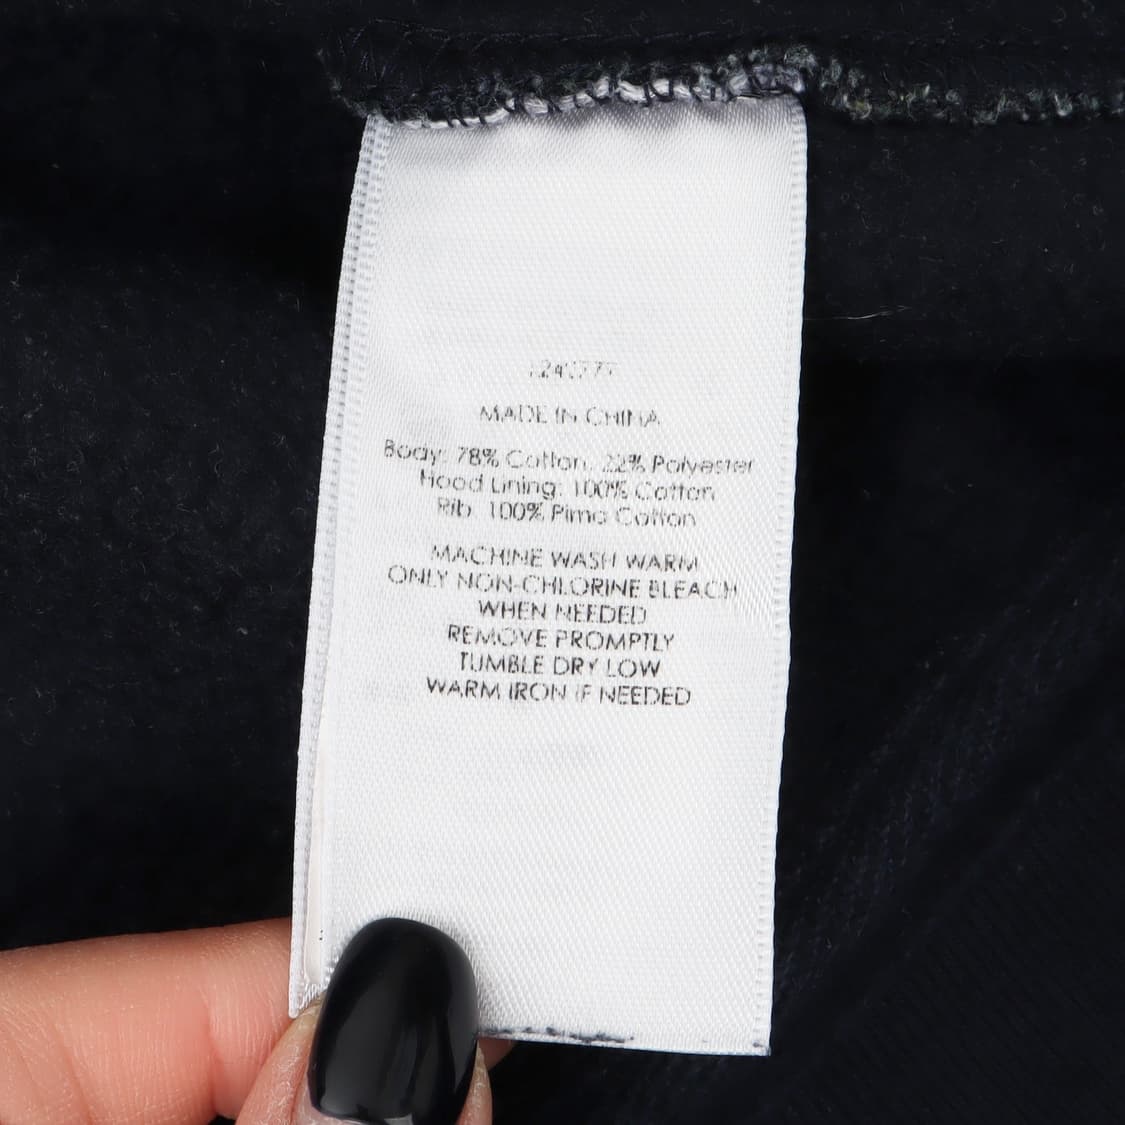 MADE IN CHINA
Body: 78% Cotton, 22% Polyester
Hood Lining: 100% Cotton
Rib: 100% Pima Cotton
MACHINE WASH WARM
ONLY NON-CHLORINE BLEACH
WHEN NEEDED
REMOVE PROMPTLY
TUMBLE DRY LOW
WARM IRON IF NEEDED